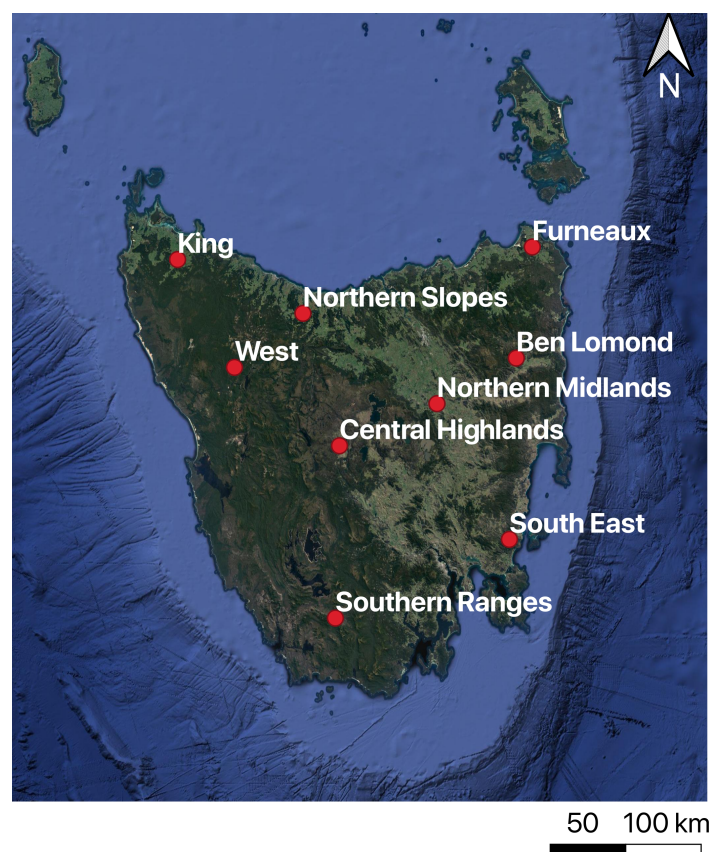 N
Furneaux
King
Northern Slopes
Ben Lomond
West
Northern Midlands
Central Highlands
South East
Southern Ranges
50 100 km